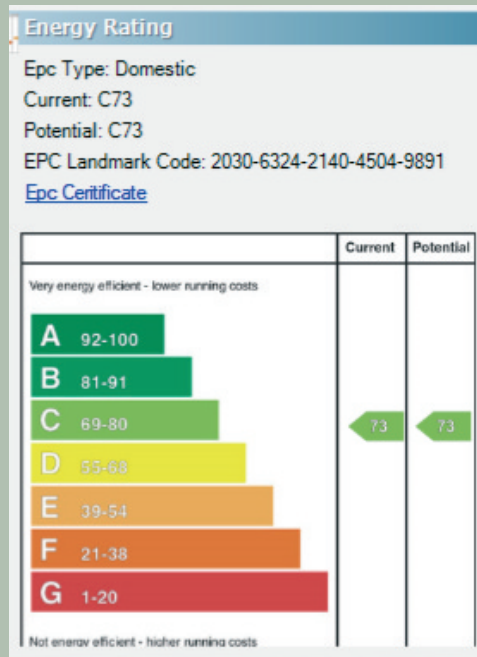 Energy Rating
Epc Type: Domestic
Current: C73
Potential: C73
EPC Landmark Code: 2030-6324-2140-4504-9891
Epc Ceritificate
Current Potential
Very energy efficient - lower running costs
A 92-100
B 81-91
C 69-80 73 73
D 55-68
E 39-54
F 21-38
G 1-20
Not energy efficient - higher running costs